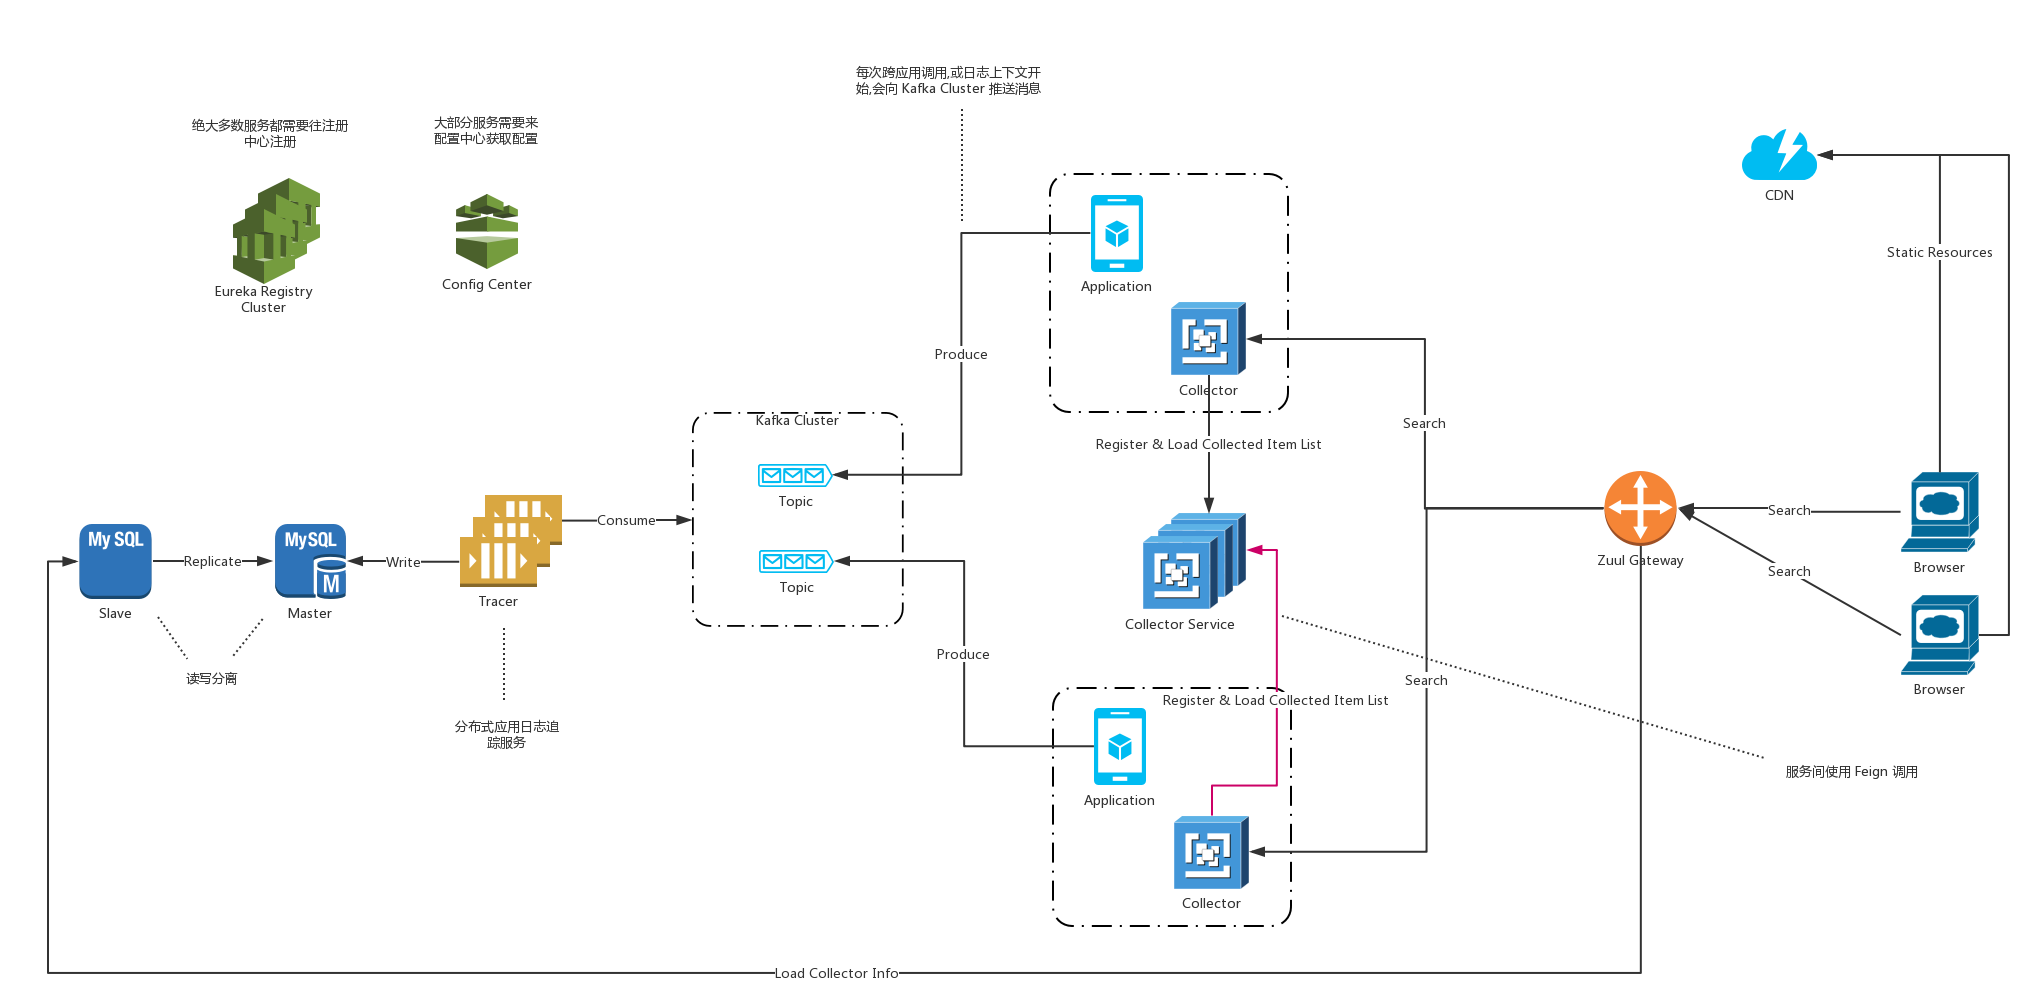 每次跨应用调用,或日志上下文开
始,会向 Kafka Cluster 推送消息
绝大多数服务都需要往注册
中心注册
大部分服务需要来
配置中心获取配置
Eureka Registry
Cluster
Config Center
CDN
Static Resources
Application
Collector
Produce
Kafka Cluster
Topic
Topic
Search
Register & Load Collected Item List
Consume
My SQL
MySQL
M
Slave
Replicate
Master
Write
Tracer
读写分离
分布式应用日志追
踪服务
Collector Service
Zuul Gateway
Search
Browser
Search
Browser
Produce
Search
Register & Load Collected Item List
服务间使用 Feign 调用
Application
Collector
Load Collector Info